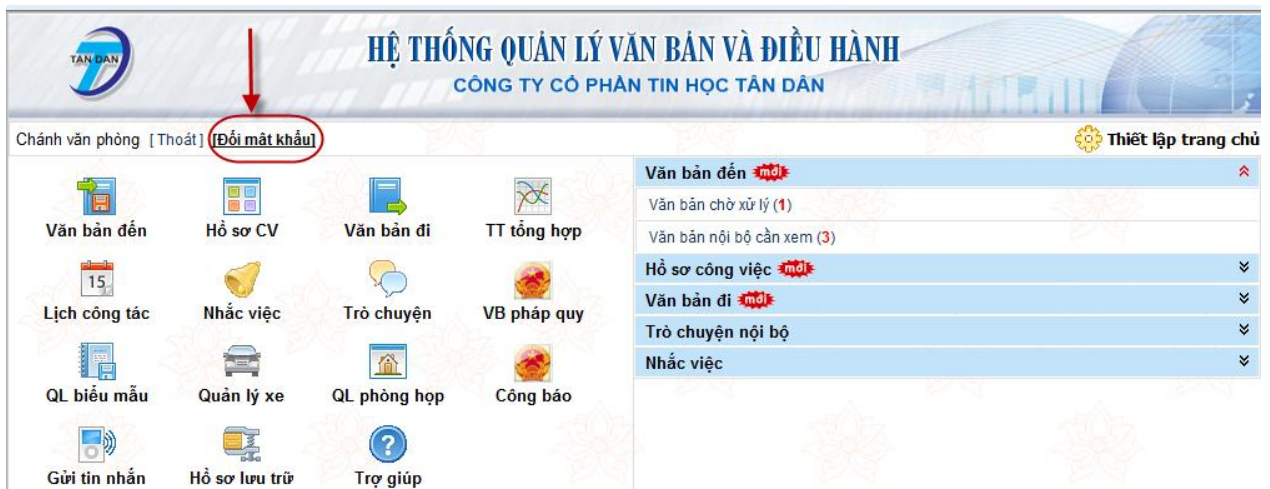 TAN DAN
HỆ THỐNG QUẢN LÝ VĂN BẢN VÀ ĐIỀU HÀNH
CÔNG TY CỔ PHẦN TIN HỌC TÂN DÂN
Chánh văn phòng [ Thoát ] [Đổi mật khẩu]
Thiết lập trang chủ
Văn bản đến
Hồ sơ CV
Văn bản đi
TT tổng hợp
15
Lịch công tác
Nhắc việc
Trò chuyện
VB pháp quy
QL biểu mẫu
Quản lý xe
QL phòng họp
Công báo
Gửi tin nhắn
Hồ sơ lưu trữ
?
Trợ giúp
Văn bản đến mới
Văn bản chờ xử lý (1)
Văn bản nội bộ cần xem (3)
Hồ sơ công việc mới
Văn bản đi mới
Trò chuyện nội bộ
Nhắc việc